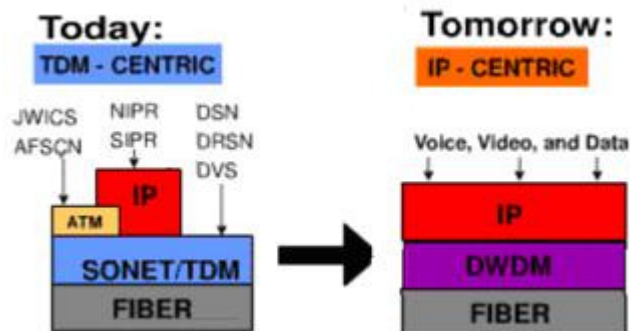 Today:
TDM - CENTRIC
JWICS
AFSCN
NIPR
SIPR
DSN
DRSN
DVS
ATM
IP
SONET/TDM
FIBER
Tomorrow:
IP - CENTRIC
Voice, Video, and Data
IP
DWDM
FIBER